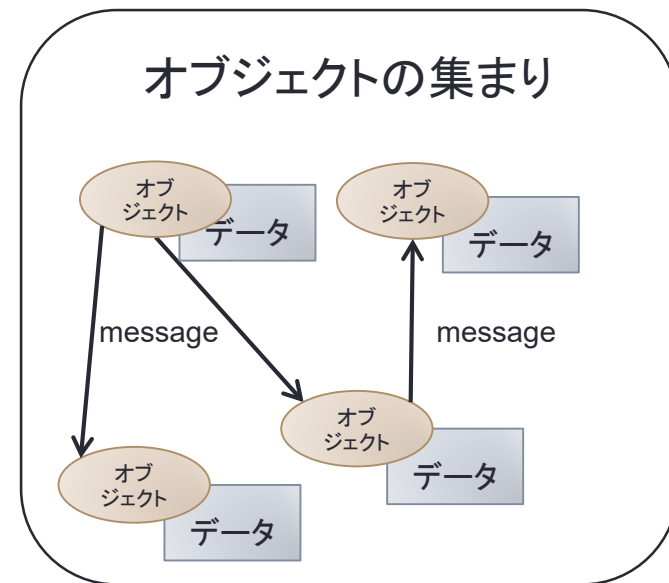 オブジェクトの集まり
オブ
ジェクト
データ
オブ
ジェクト
データ
message
message
オブ
ジェクト
データ
オブ
ジェクト
データ